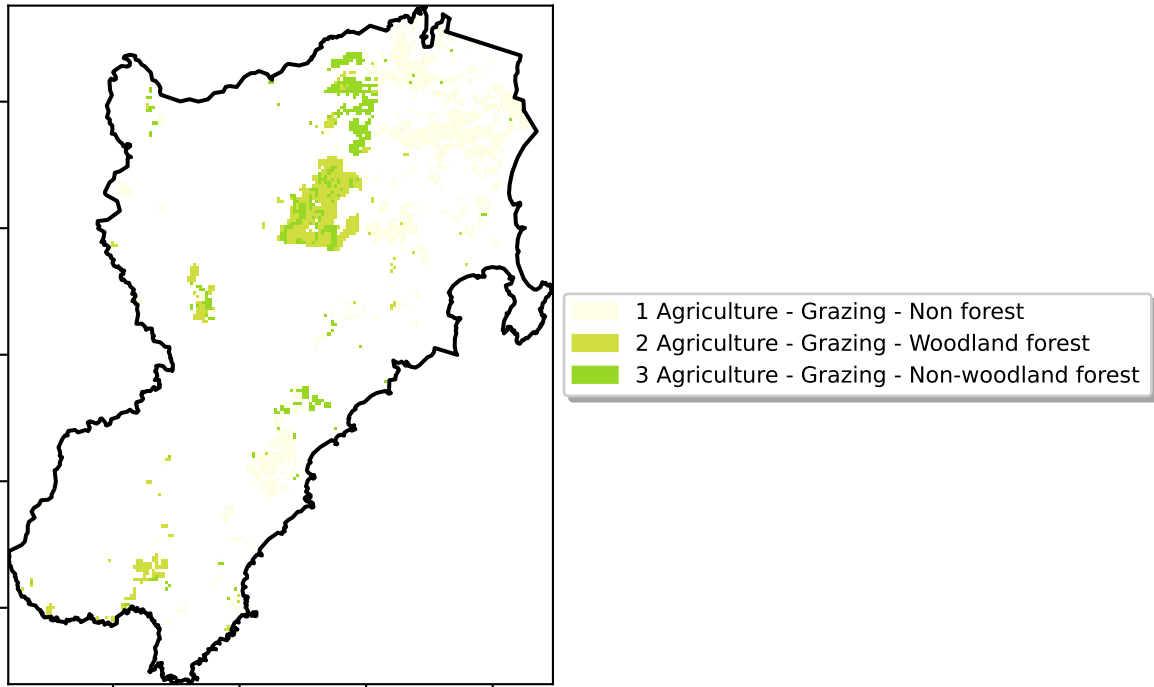 1 Agriculture - Grazing - Non forest
2 Agriculture - Grazing - Woodland forest
3 Agriculture - Grazing - Non-woodland forest